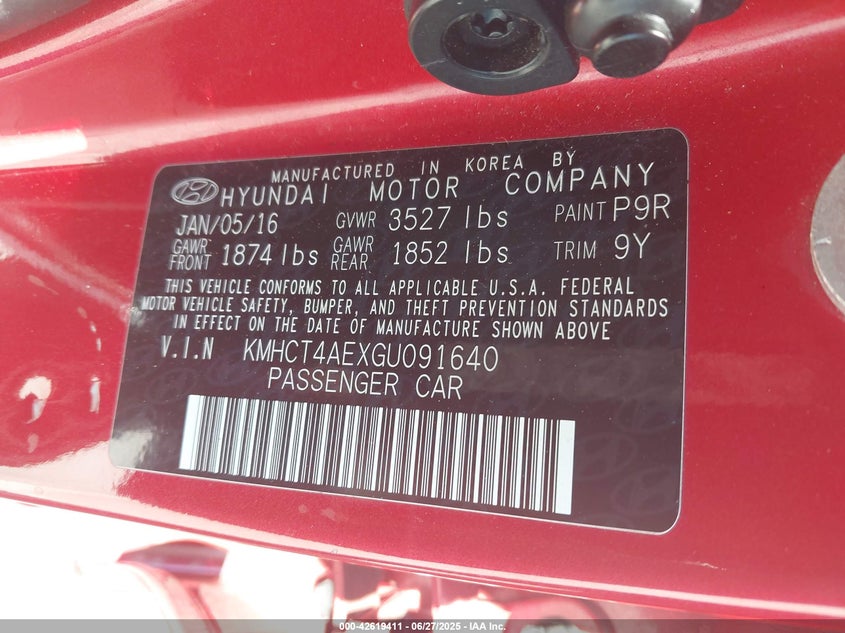 MANUFACTURED IN KOREA BY
HYUNDAI MOTOR COMPANY
JAN/05/16 GVWR 3527 lbs PAINT P9R
GAWR FRONT 1874 lbs GAWR REAR 1852 lbs TRIM 9Y
THIS VEHICLE CONFORMS TO ALL APPLICABLE U.S.A. FEDERAL
MOTOR VEHICLE SAFETY, BUMPER, AND THEFT PREVENTION STANDARDS
IN EFFECT ON THE DATE OF MANUFACTURE SHOWN ABOVE
V.I.N KMHCT4AEXGU091640
PASSENGER CAR
000-42619411 - 06/27/2025 - IAA Inc.